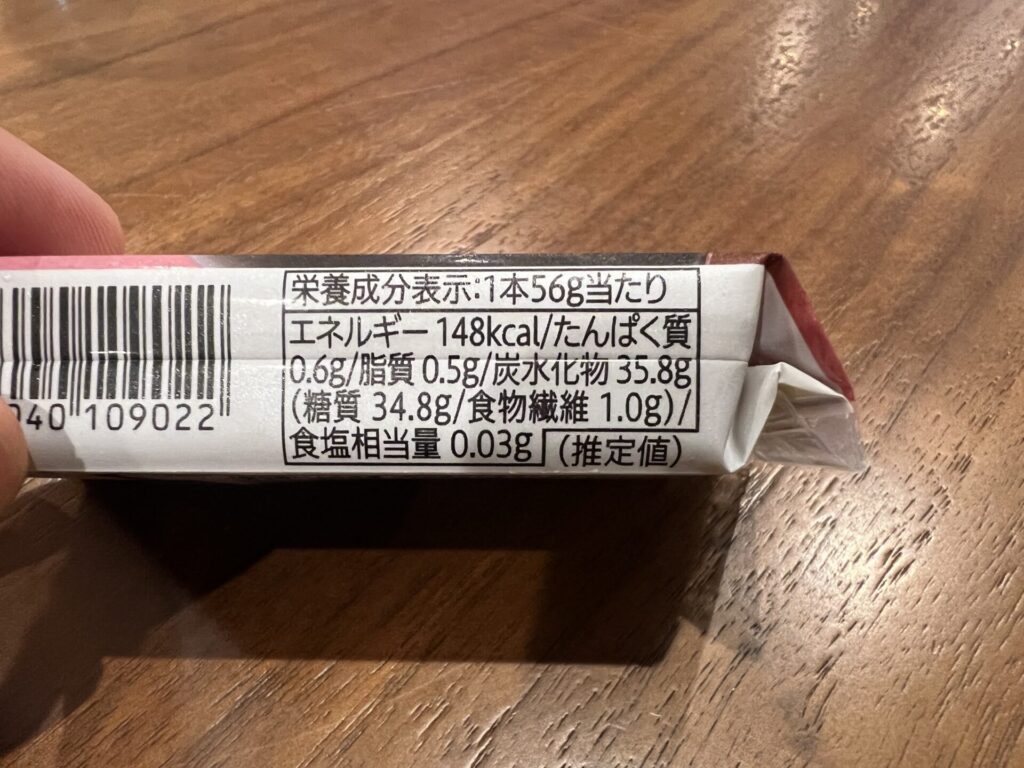 栄養成分表示:1本56g当たり
エネルギー 148kcal/たんぱく質
0.6g/脂質 0.5g/炭水化物 35.8g
(糖質 34.8g/食物繊維 1.0g)/
食塩相当量 0.03g (推定値)
40 109022